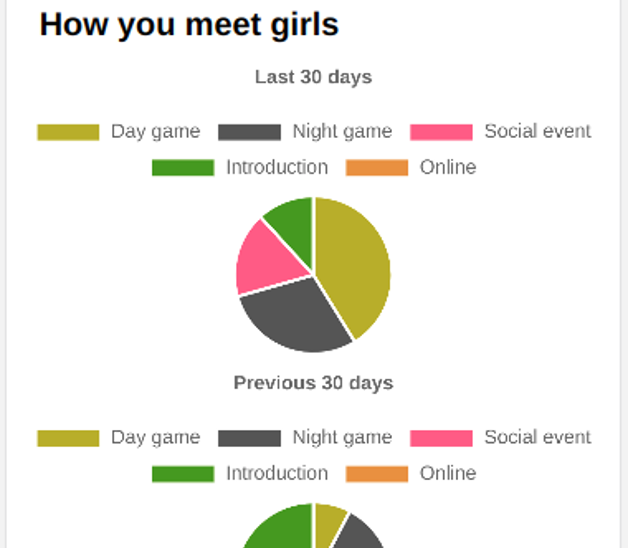 How you meet girls
Last 30 days
Day game Night game Social event
Introduction Online
Previous 30 days
Day game Night game Social event
Introduction Online